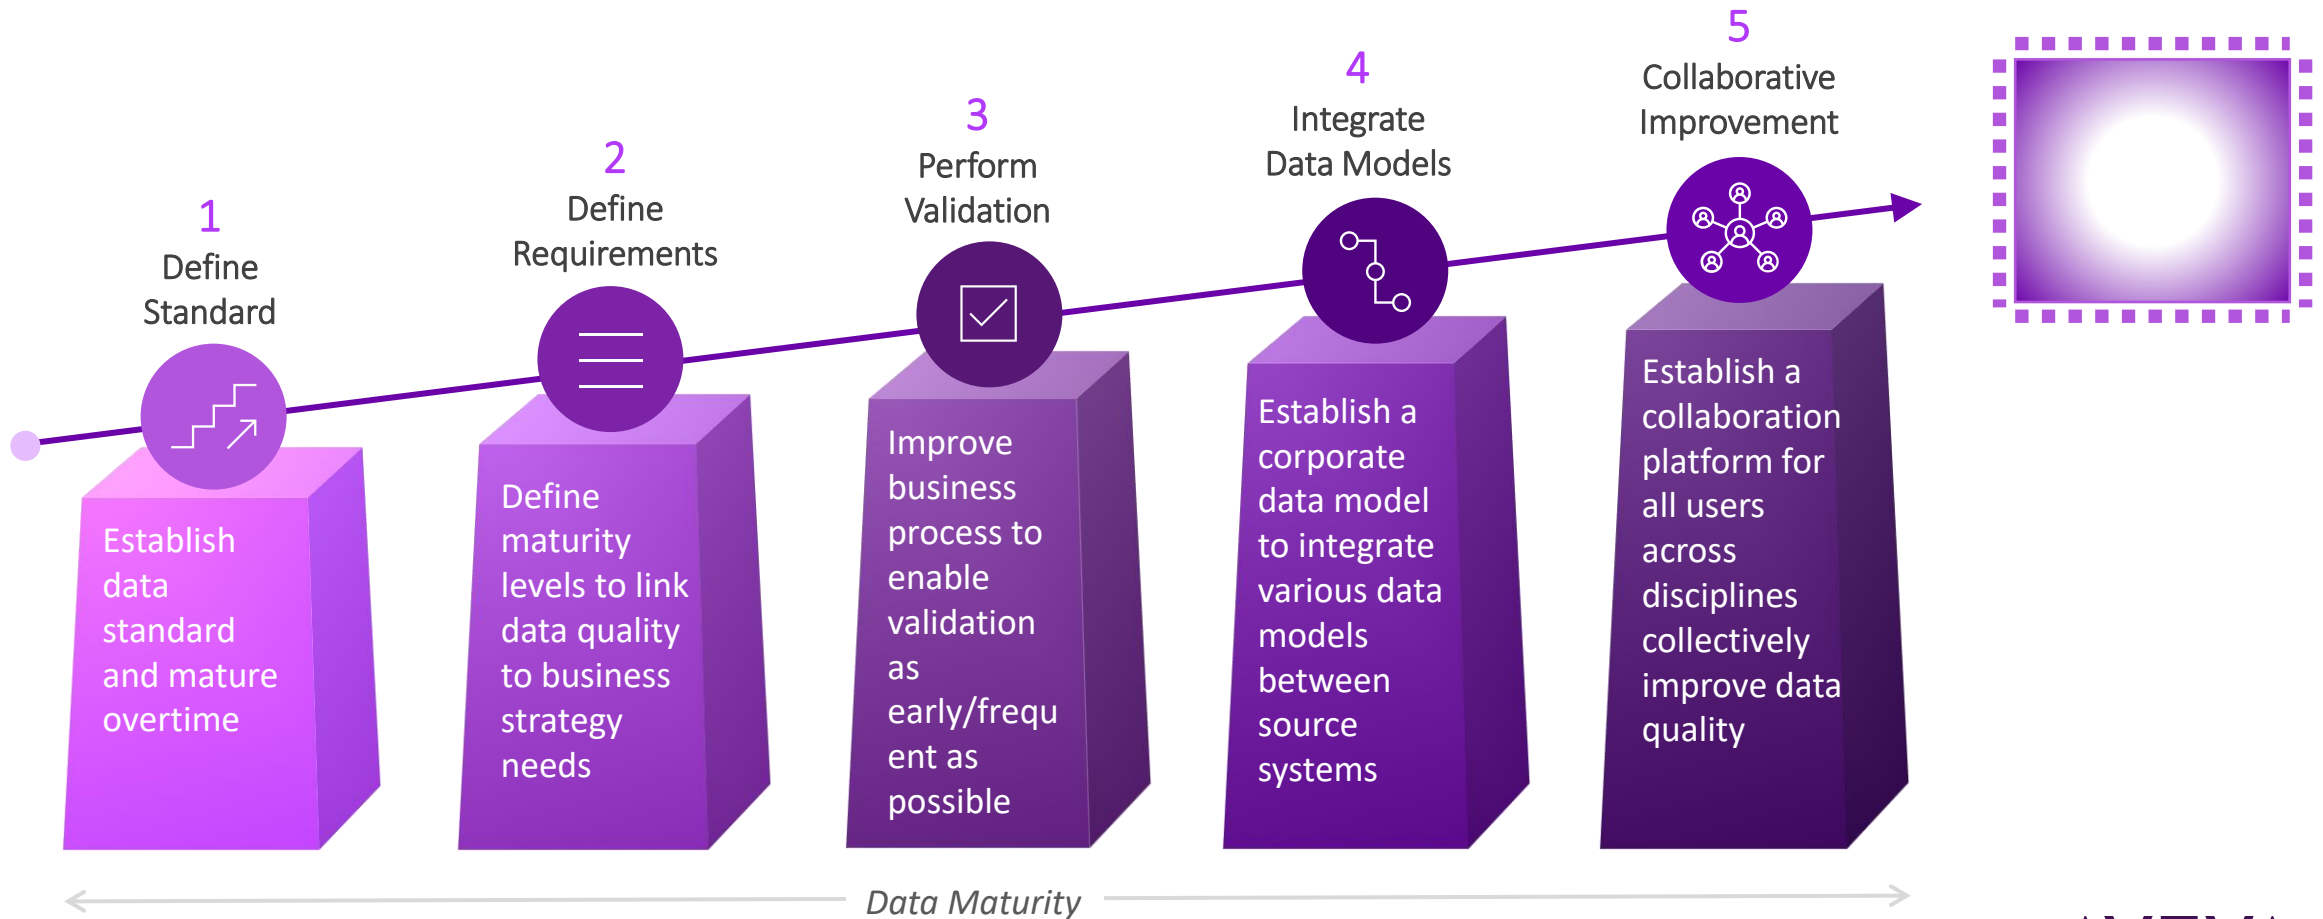 1
Define
Standard
2
Define
Requirements
3
Perform
Validation
4
Integrate
Data Models
5
Collaborative
Improvement
Establish
data
standard
and mature
overtime
Define
maturity
levels to link
data quality
to business
strategy
needs
Improve
business
process to
enable
validation
as
early/frequ
ent as
possible
Establish a
corporate
data model
to integrate
various data
models
between
source
systems
Establish a
collaboration
platform for
all users
across
disciplines
collectively
improve data
quality
Data Maturity